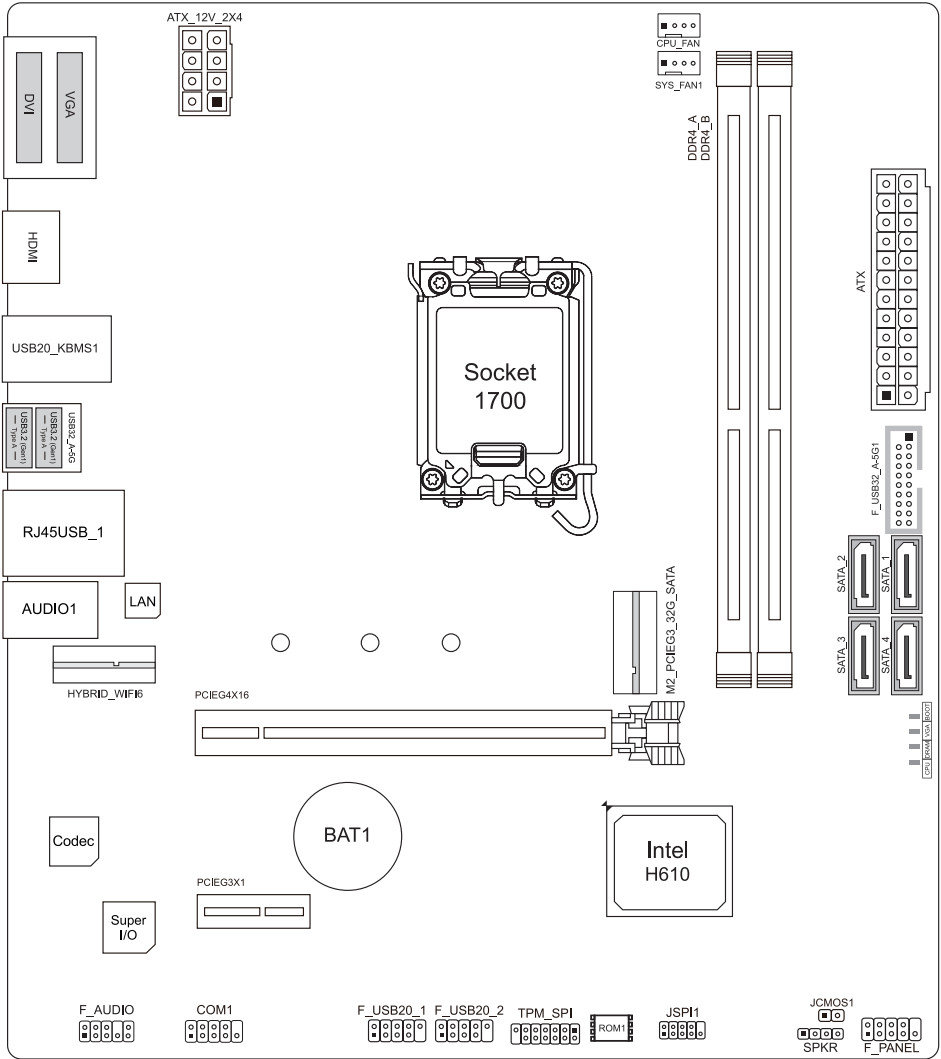 ATX_12V_2X4
CPU_FAN
SYS_FAN1
DVI
VGA
DDR4_A
DDR4_B
HDMI
ATX
USB20_KBMS1
Socket
1700
USB3.2 (Gen1)
— Type A —
USB3.2 (Gen1)
— Type A —
USB32_A-5G
F_USB32_A-5G1
RJ45USB_1
SATA_2
SATA_1
AUDIO1
LAN
M2_PCIEG3_32G_SATA
SATA_3
SATA_4
HYBRID_WIFI6
PCIEG4X16
CPU
DRAM
VGA
BOOT
BAT1
Codec
Intel
H610
PCIEG3X1
Super
I/O
F_AUDIO
COM1
F_USB20_1
F_USB20_2
TPM_SPI
ROM1
JSPI1
JCMOS1
SPKR
F_PANEL